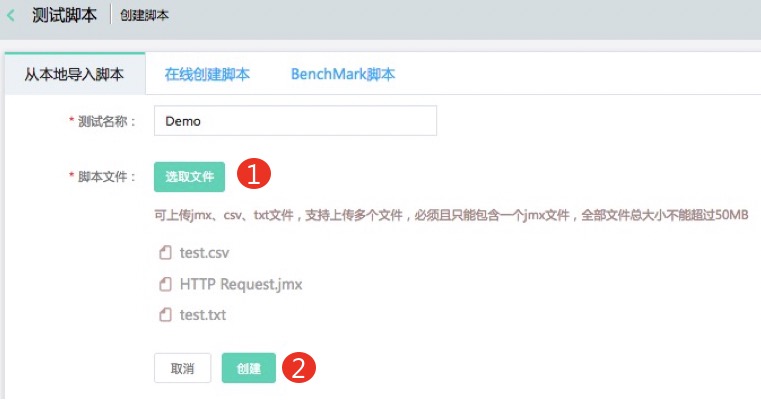 测试脚本 创建脚本
从本地导入脚本 在线创建脚本 BenchMark脚本
* 测试名称： Demo
* 脚本文件： 选取文件 1
可上传jmx、csv、txt文件，支持上传多个文件，必须且只能包含一个jmx文件，全部文件总大小不能超过50MB
test.csv
HTTP Request.jmx
test.txt
取消 创建 2